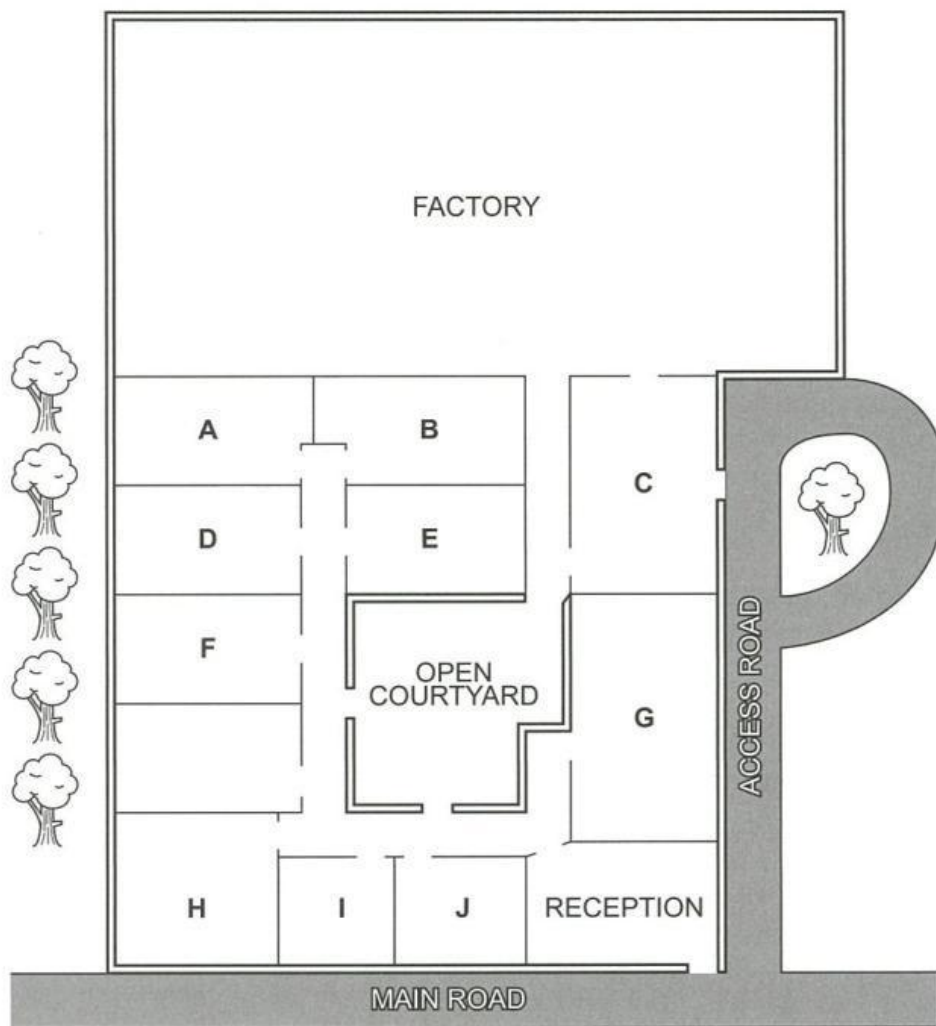 FACTORY
A
B
C
D
E
F
OPEN
COURTYARD
G
ACCESS ROAD
H
I
J
RECEPTION
MAIN ROAD